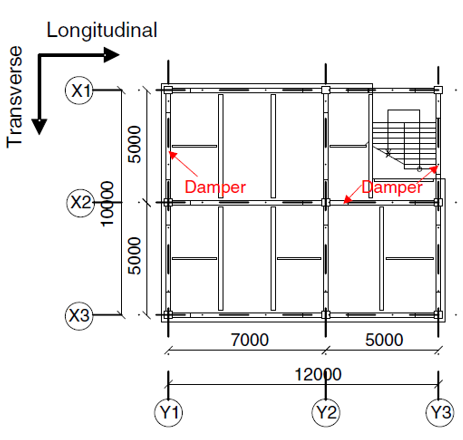 Longitudinal
Transverse
X1
5000
Damper
Damper
X2
10000
5000
X3
7000
5000
12000
Y1
Y2
Y3